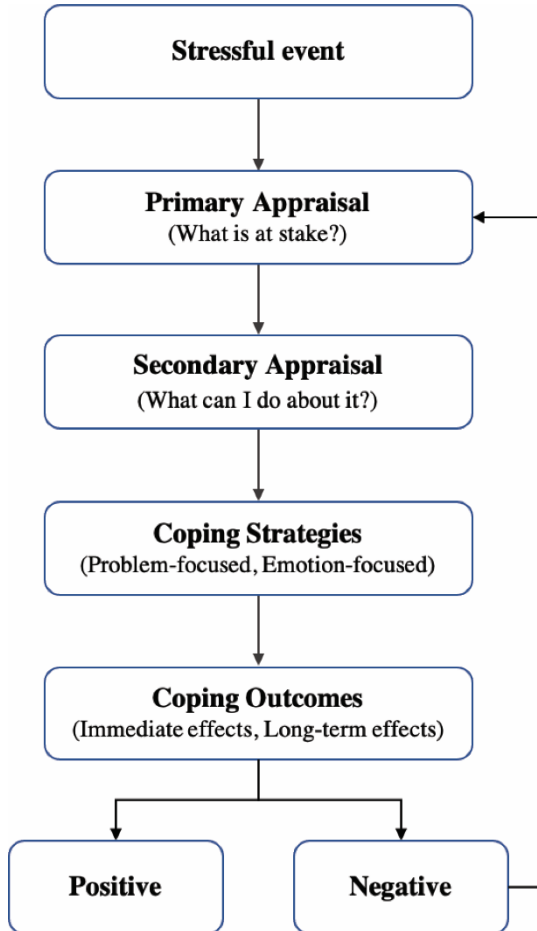 Stressful event
Primary Appraisal
(What is at stake?)
Secondary Appraisal
(What can I do about it?)
Coping Strategies
(Problem-focused, Emotion-focused)
Coping Outcomes
(Immediate effects, Long-term effects)
Positive
Negative